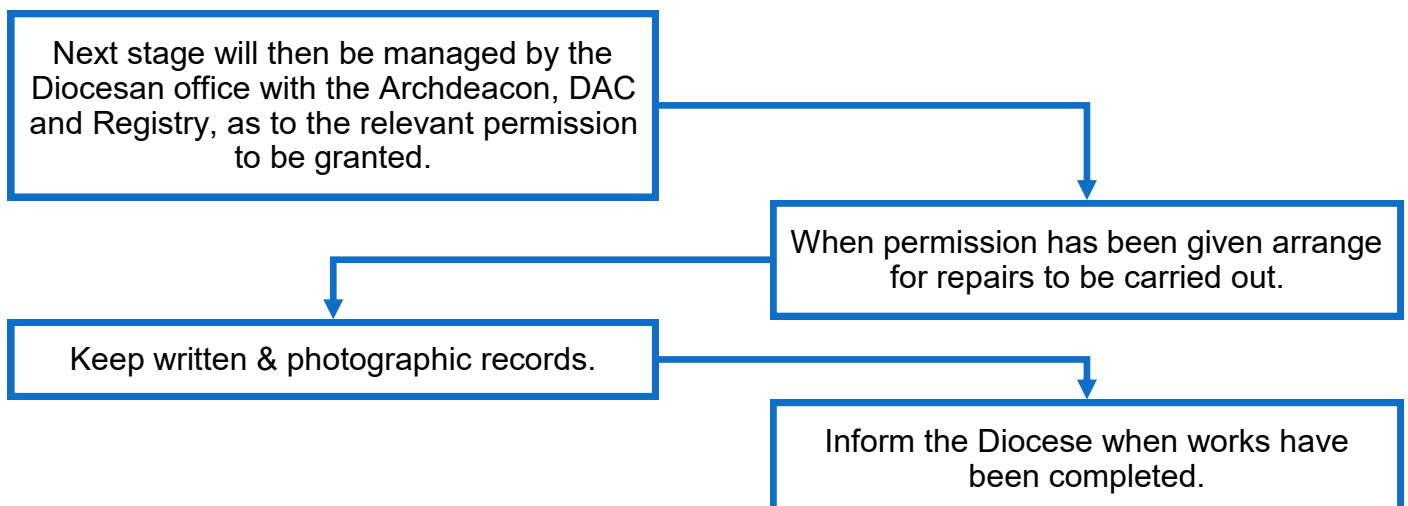 Next stage will then be managed by the
Diocesan office with the Archdeacon, DAC
and Registry, as to the relevant permission
to be granted.
When permission has been given arrange
for repairs to be carried out.
Keep written & photographic records.
Inform the Diocese when works have
been completed.